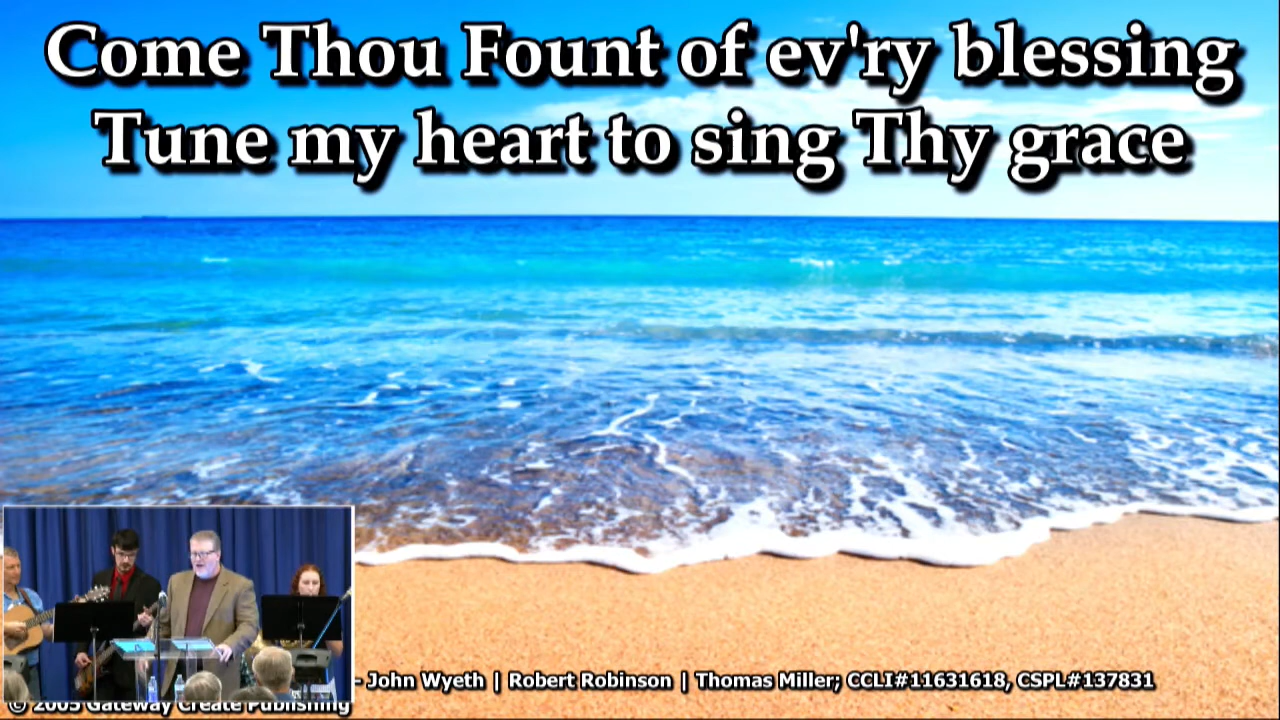 Come Thou Fount of ev'ry blessing
Tune my heart to sing Thy grace
- John Wyeth | Robert Robinson | Thomas Miller; CCLI#11631618, CSPL#137831
© 2005 Gateway Create Publishing